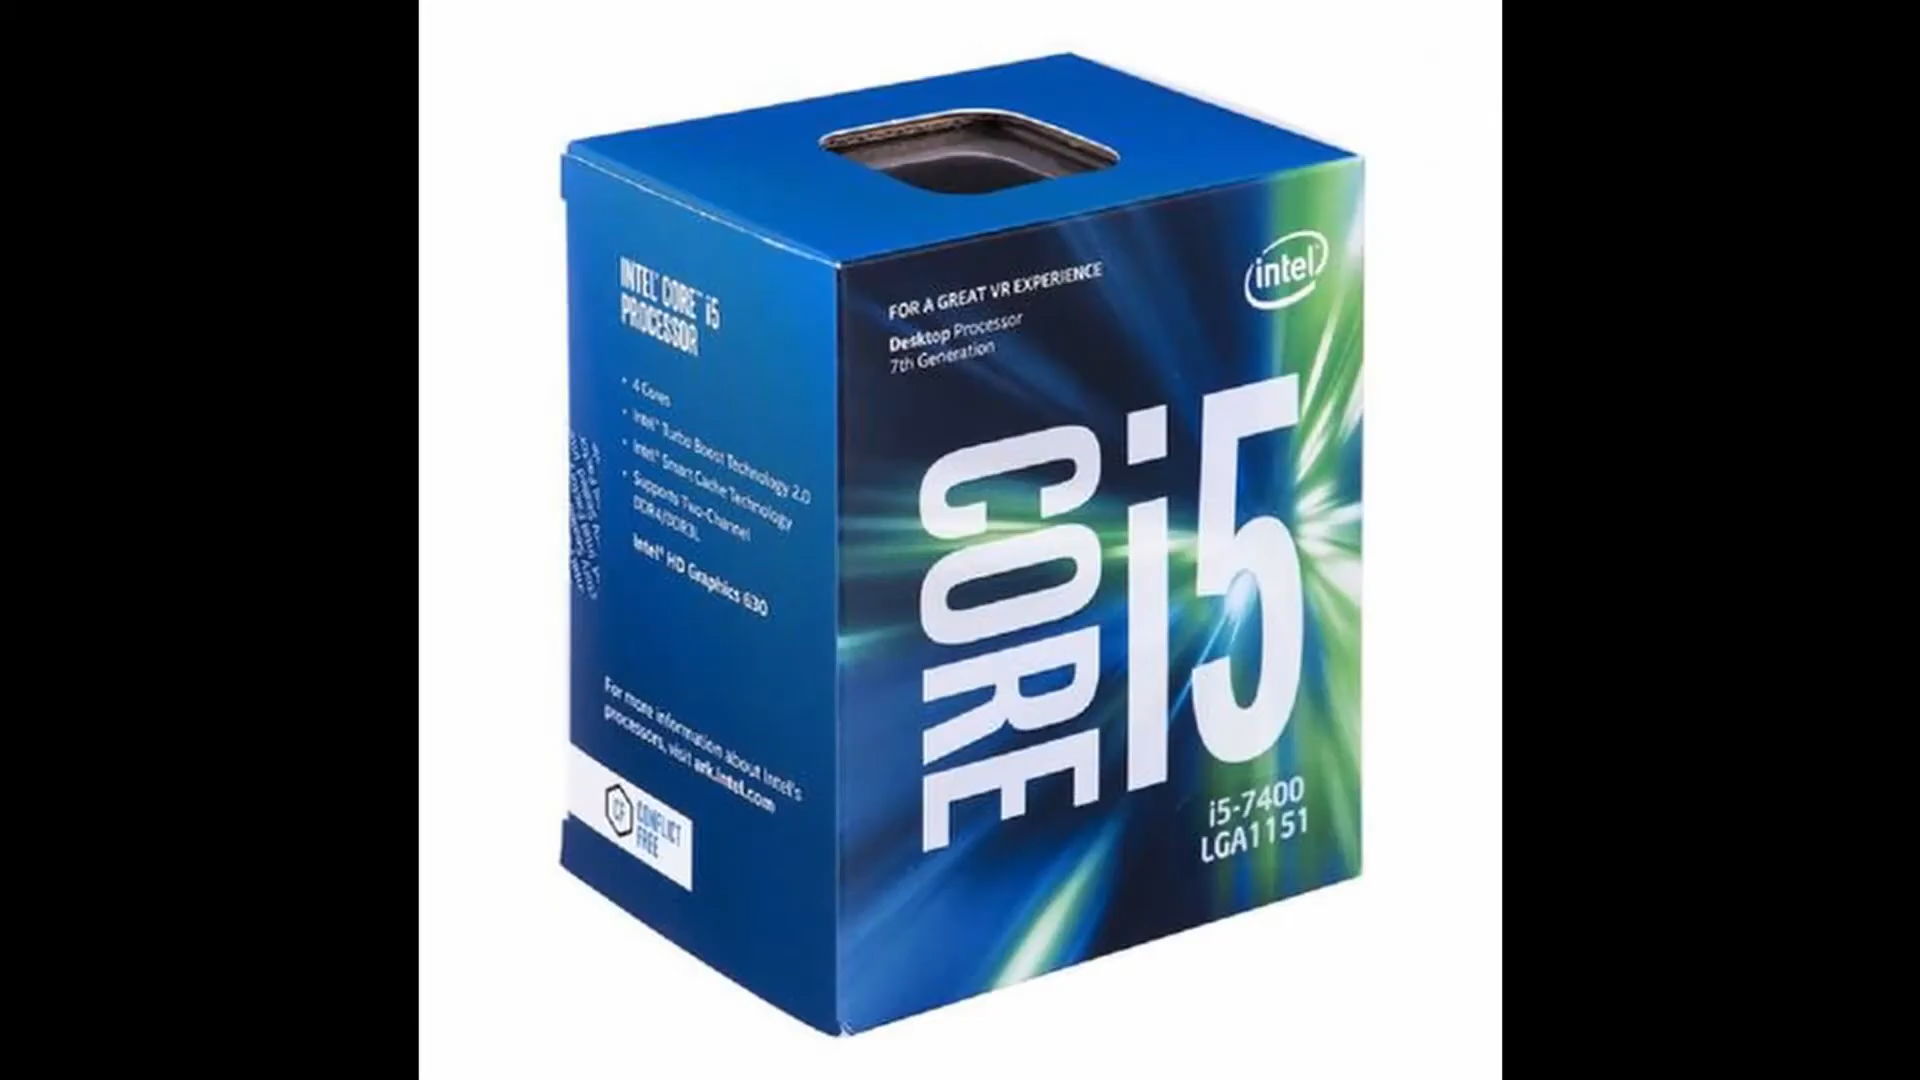 INTEL® CORE™ i5
PROCESSOR
• 4 Cores
• Intel® Turbo Boost Technology 2.0
• Intel® Smart Cache Technology
• Supports Two-Channel
DDR4/DDR3L
Intel® HD Graphics 630
For more information about Intel's
processors, visit ark.intel.com
CF
CONFLICT
FREE
intel
FOR A GREAT VR EXPERIENCE
Desktop Processor
7th Generation
CORE i5
i5-7400
LGA1151